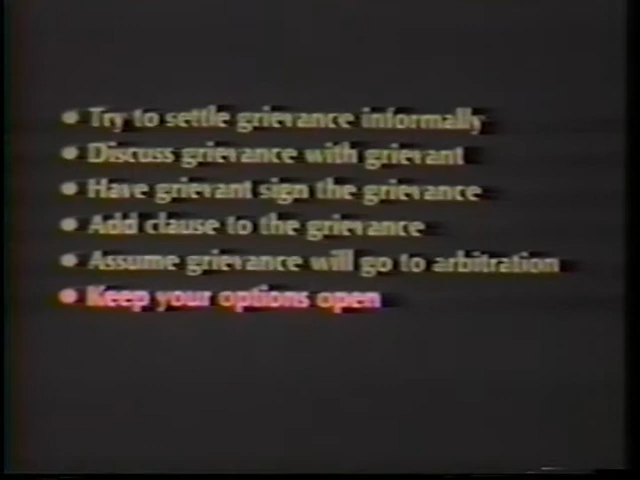 • Try to settle grievance informally
• Discuss grievance with grievant
• Have grievant sign the grievance
• Add clause to the grievance
• Assume grievance will go to arbitration
• Keep your options open